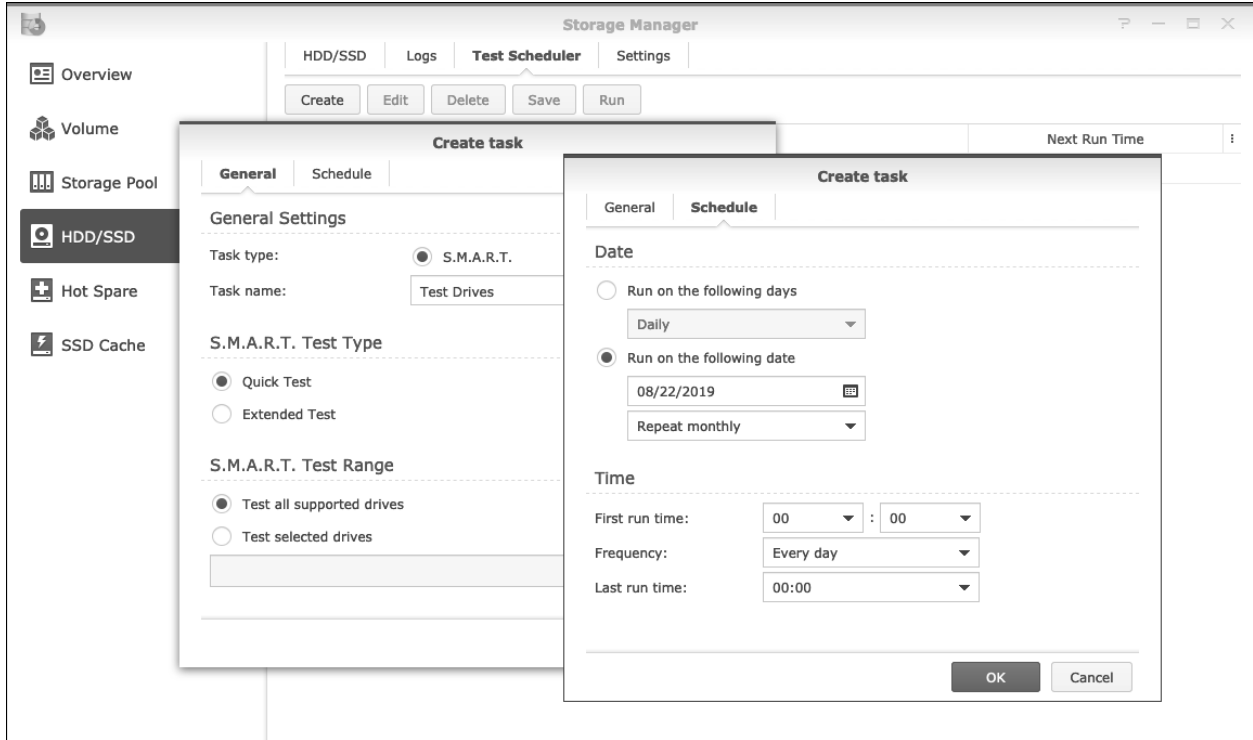 Storage Manager
Overview
Volume
Storage Pool
HDD/SSD
Hot Spare
SSD Cache
HDD/SSD Logs Test Scheduler Settings
Create Edit Delete Save Run
Next Run Time
Create task
General Schedule
General Settings
Task type: S.M.A.R.T.
Task name: Test Drives
S.M.A.R.T. Test Type
Quick Test
Extended Test
S.M.A.R.T. Test Range
Test all supported drives
Test selected drives
Create task
General Schedule
Date
Run on the following days
Daily
Run on the following date
08/22/2019
Repeat monthly
Time
First run time: 00 : 00
Frequency: Every day
Last run time: 00:00
OK Cancel